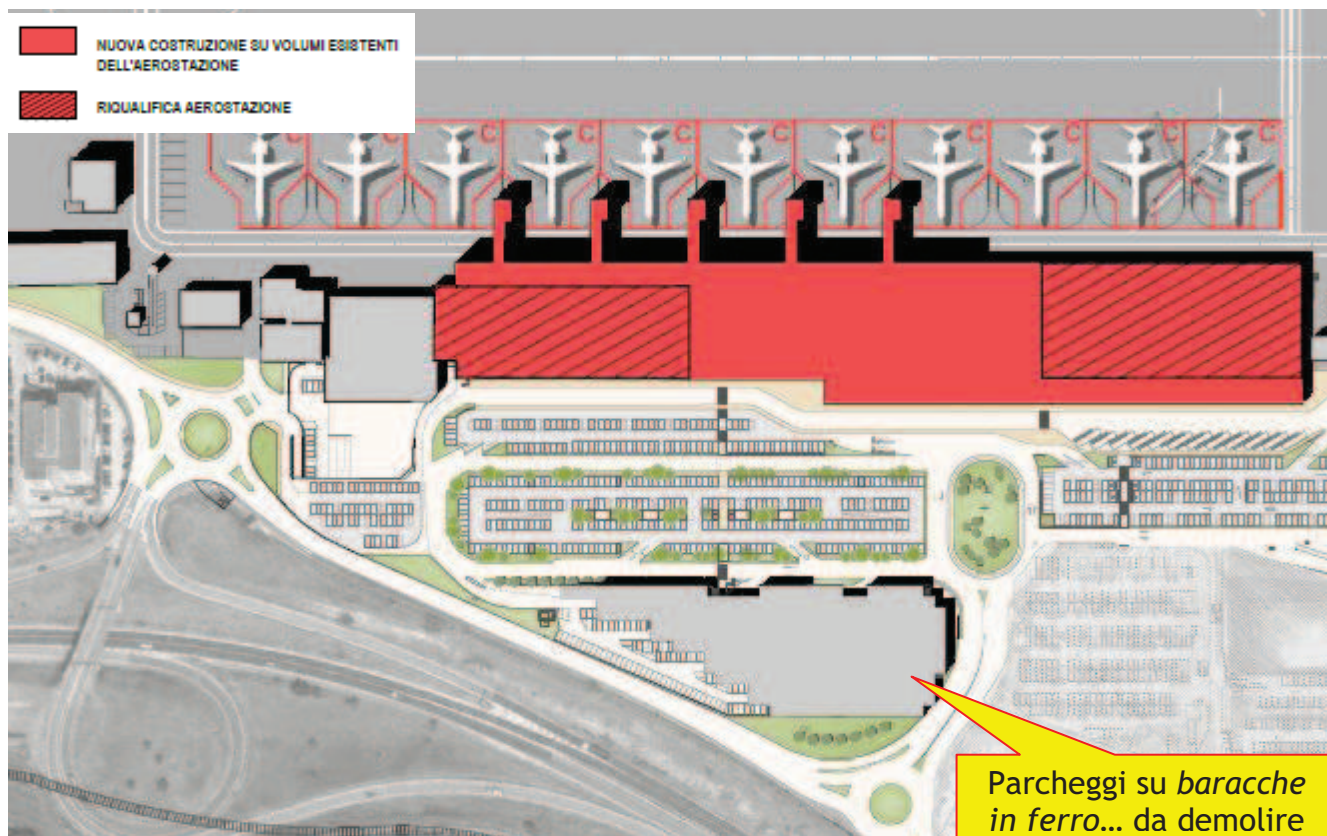 NUOVA COSTRUZIONE SU VOLUMI ESISTENTI
DELL'AEROSTAZIONE
RIQUALIFICA AEROSTAZIONE
C C C C C C C C C C C
Parcheggi su baracche
in ferro... da demolire